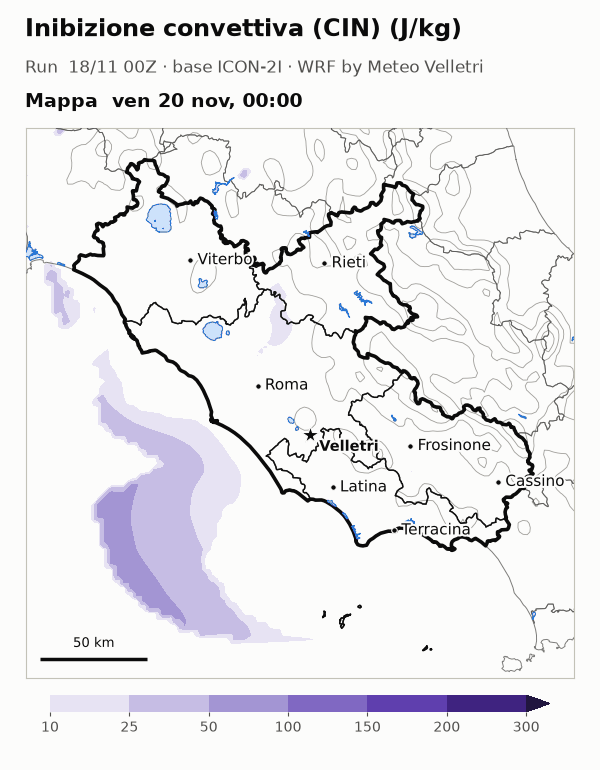 Inibizione convettiva (CIN) (J/kg)
Run  18/11 00Z · base ICON-2I · WRF by Meteo Velletri
Mappa  ven 20 nov, 00:00
Viterbo
Rieti
Roma
Velletri
Frosinone
Cassino
Latina
Terracina
50 km
10 25 50 100 150 200 300